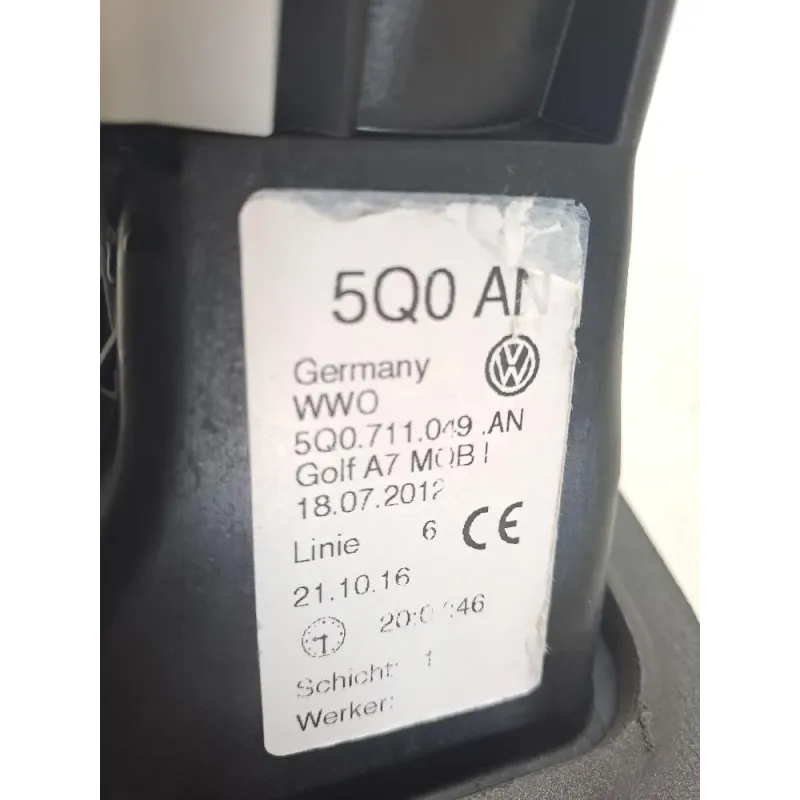 5Q0 AN
Germany
WWO
5Q0.711.049 .AN
Golf A7 MQB
18.07.2012
Linie 6 CE
21.10.16
Schicht: 1
Werker: